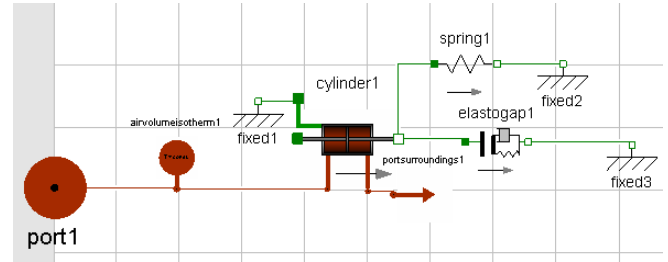 spring1
cylinder1
fixed2
airvolumeisotherm1
elastogap1
fixed1
portsurroundings1
fixed3
port1